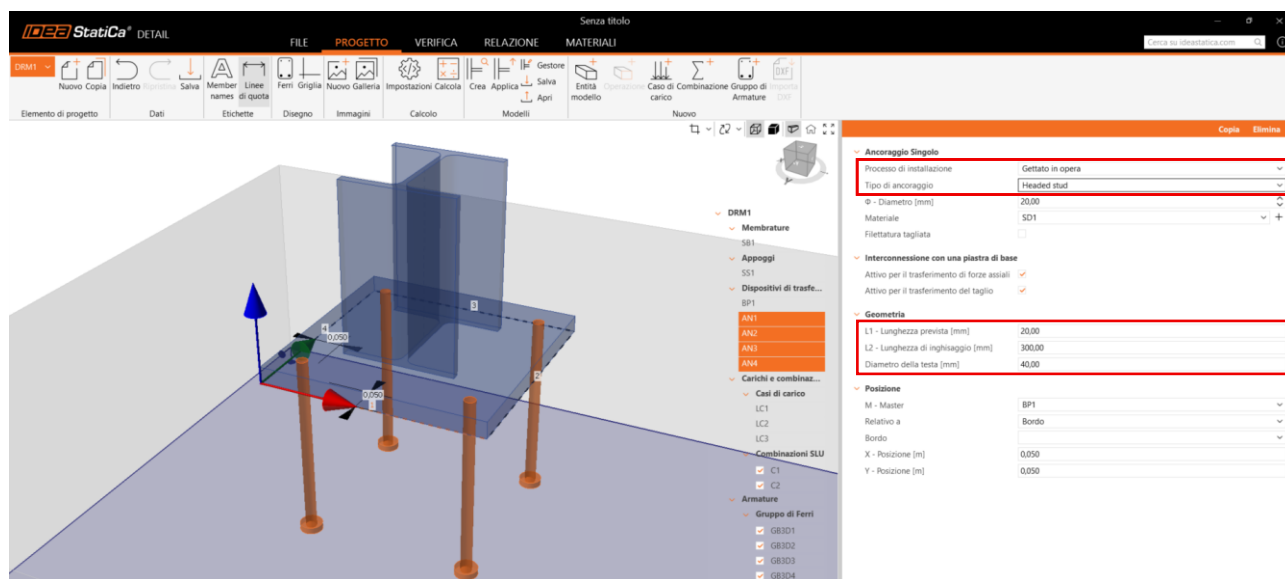 Senza titolo
IDEA StatiCa® DETAIL
FILE PROGETTO VERIFICA RELAZIONE MATERIALI
Cerca su ideastatica.com
DRM1
Nuovo Copia Indietro Ripristina Salva Member names Linee di quota Ferri Griglia Nuovo Galleria Impostazioni Calcola Crea Applica Gestore Salva Apri Entità modello Operazione Caso di carico Combinazione Gruppo di Armature Importa DXF
Elemento di progetto Dati Etichette Disegno Immagini Calcolo Modelli Nuovo
Copia Elimina
Ancoraggio Singolo
Processo di installazione Gettato in opera
Tipo di ancoraggio Headed stud
Φ - Diametro [mm] 20,00
Materiale SD1
Filettatura tagliata
Interconnessione con una piastra di base
Attivo per il trasferimento di forze assiali
Attivo per il trasferimento del taglio
Geometria
L1 - Lunghezza prevista [mm] 20,00
L2 - Lunghezza di inghisaggio [mm] 300,00
Diametro della testa [mm] 40,00
Posizione
M - Master BP1
Relativo a Bordo
Bordo
X - Posizione [m] 0,050
Y - Posizione [m] 0,050
DRM1
Membrature
SB1
Appoggi
SS1
Dispositivi di trasfe...
BP1
AN1
AN2
AN3
AN4
Carichi e combinaz...
Casi di carico
LC1
LC2
LC3
Combinazioni SLU
C1
C2
Armature
Gruppo di Ferri
GB3D1
GB3D2
GB3D3
GB3D4
3
4
0,050
2
0,050
1